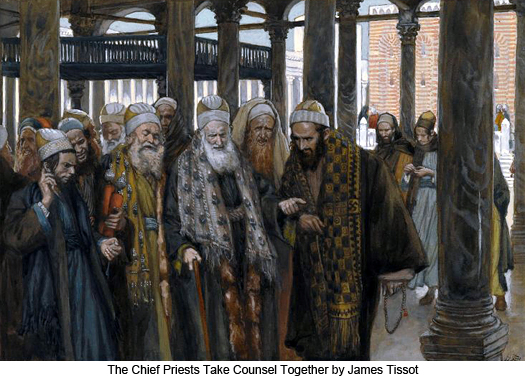 The Chief Priests Take Counsel Together by James Tissot